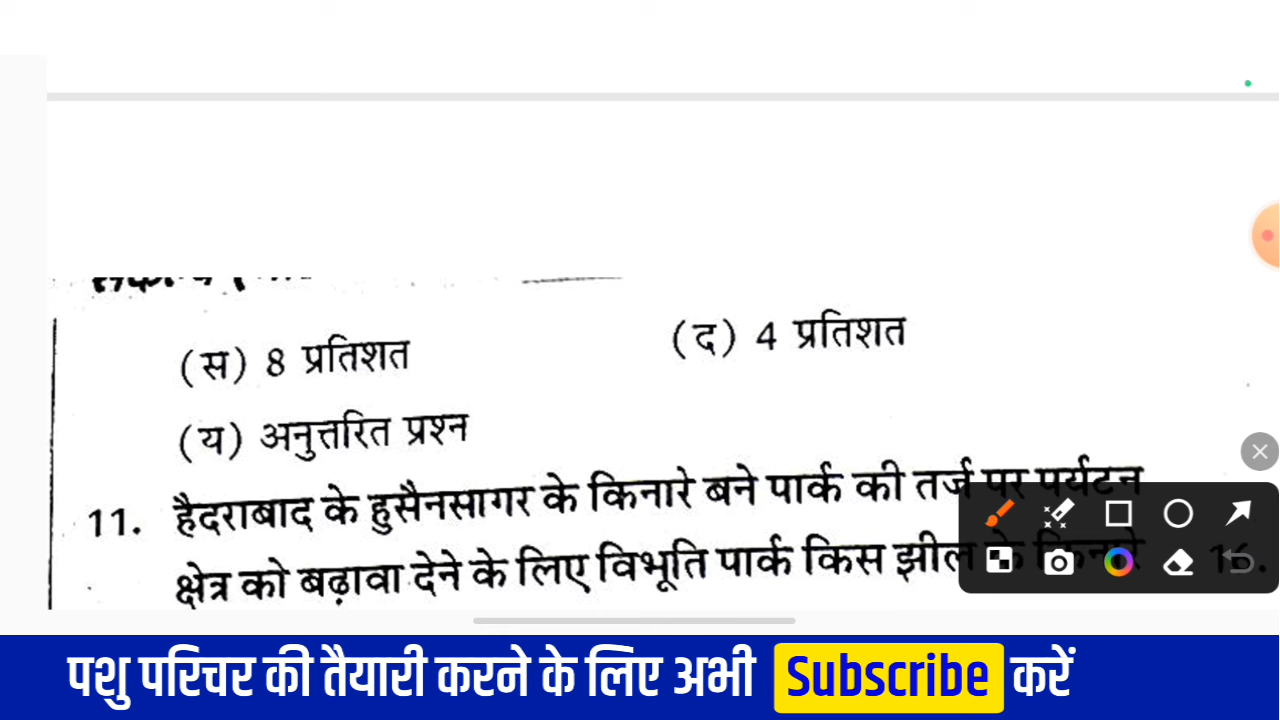 (स) 8 प्रतिशत
(द) 4 प्रतिशत
(य) अनुत्तरित प्रश्न
11. हैदराबाद के हुसैनसागर के किनारे बने पार्क की तर्ज पर पर्यटन
क्षेत्र को बढ़ावा देने के लिए विभूति पार्क किस झील के किनारे
16.
पशु परिचर की तैयारी करने के लिए अभी Subscribe करें